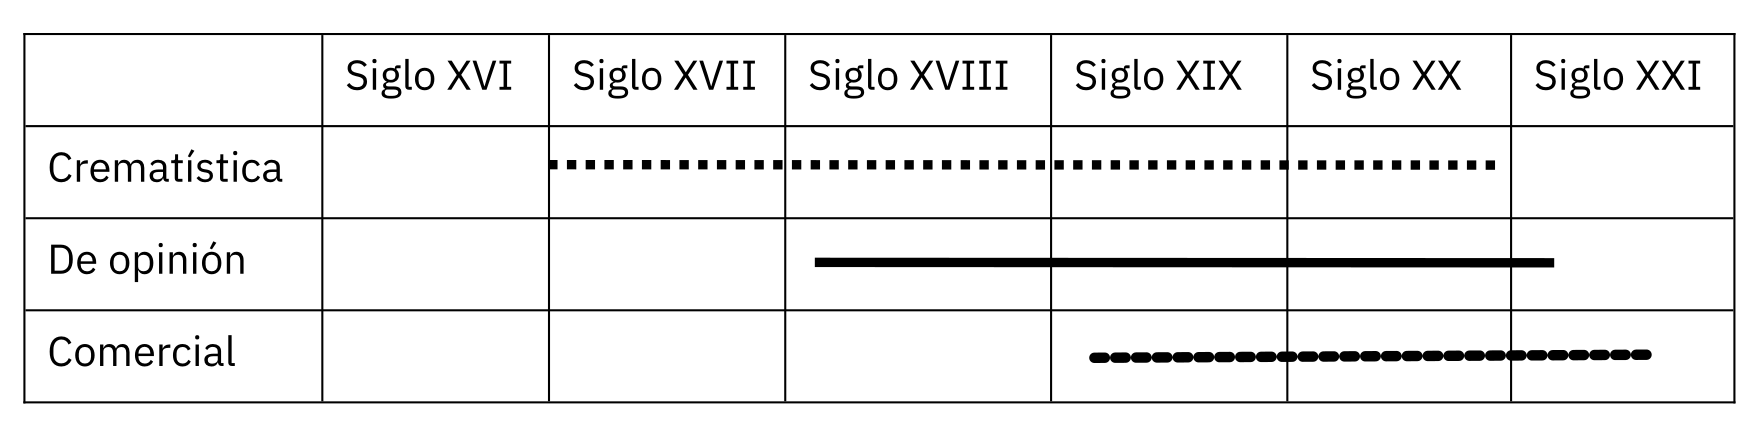 Siglo XVI Siglo XVII Siglo XVIII Siglo XIX Siglo XX Siglo XXI
Crematística
De opinión
Comercial